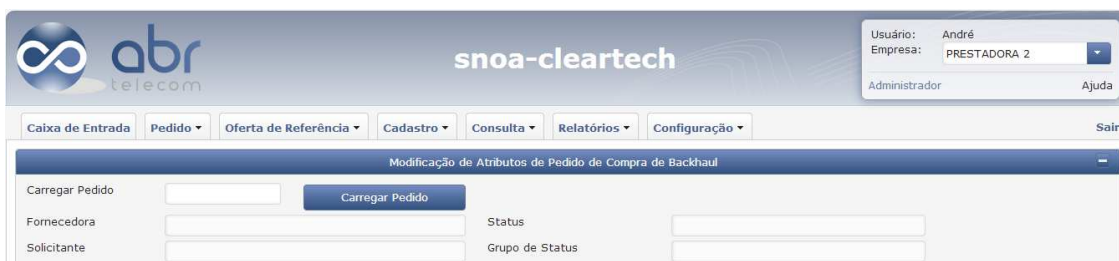 abr
telecom
snoa-cleartech
Usuário: André
Empresa: PRESTADORA 2
Administrador Ajuda
Caixa de Entrada Pedido Oferta de Referência Cadastro Consulta Relatórios Configuração Sair
Modificação de Atributos de Pedido de Compra de Backhaul
Carregar Pedido Carregar Pedido
Fornecedora Status
Solicitante Grupo de Status